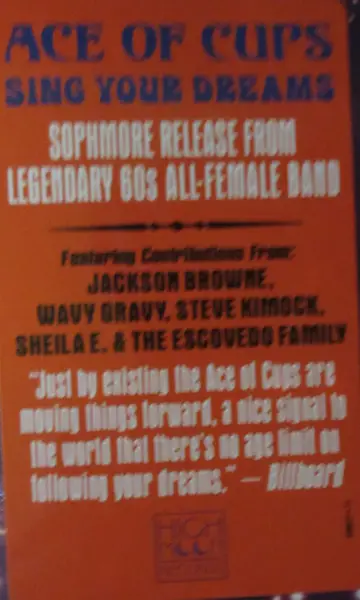 ACE OF CUPS
SING YOUR DREAMS
SOPHMORE RELEASE FROM
LEGENDARY 60s ALL-FEMALE BAND
Featuring Contributions From:
JACKSON BROWNE,
WAVY GRAVY, STEVE KIMOCK,
SHEILA E. & THE ESCOVEDO FAMILY
"Just by existing the Ace of Cups are
moving things forward, a nice signal to
the world that there's no age limit on
following your dreams." — Billboard
HIGH
MOON